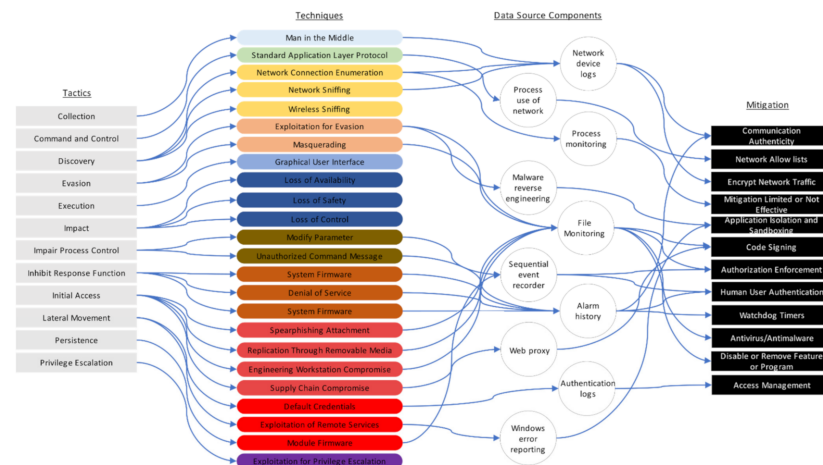 Techniques
Data Source Components
Tactics
Mitigation
Collection
Command and Control
Discovery
Evasion
Execution
Impact
Impair Process Control
Inhibit Response Function
Initial Access
Lateral Movement
Persistence
Privilege Escalation
Man in the Middle
Standard Application Layer Protocol
Network Connection Enumeration
Network Sniffing
Wireless Sniffing
Exploitation for Evasion
Masquerading
Graphical User Interface
Loss of Availability
Loss of Safety
Loss of Control
Modify Parameter
Unauthorized Command Message
System Firmware
Denial of Service
System Firmware
Spearphishing Attachment
Replication Through Removable Media
Engineering Workstation Compromise
Supply Chain Compromise
Default Credentials
Exploitation of Remote Services
Module Firmware
Exploitation for Privilege Escalation
Network
device
logs
Process
use of
network
Process
monitoring
Malware
reverse
engineering
File
Monitoring
Sequential
event
recorder
Alarm
history
Web proxy
Authentication
logs
Windows
error
reporting
Communication
Authenticity
Network Allow lists
Encrypt Network Traffic
Mitigation Limited or Not
Effective
Application Isolation and
Sandboxing
Code Signing
Authorization Enforcement
Human User Authentication
Watchdog Timers
Antivirus/Antimalware
Disable or Remove Feature
or Program
Access Management